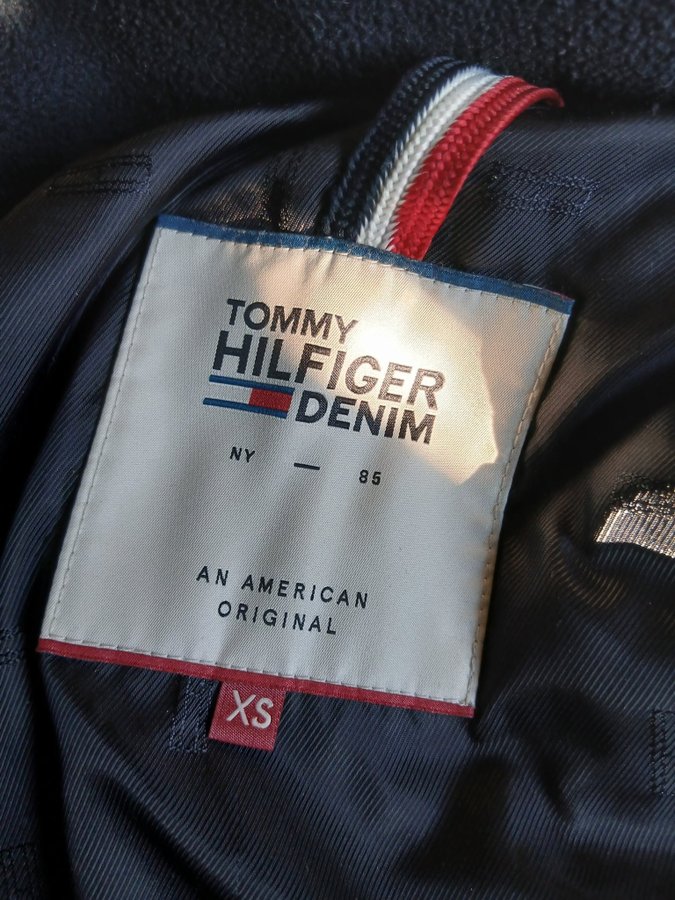 TOMMY
HILFIGER
DENIM
NY — 85
AN AMERICAN
ORIGINAL
XS